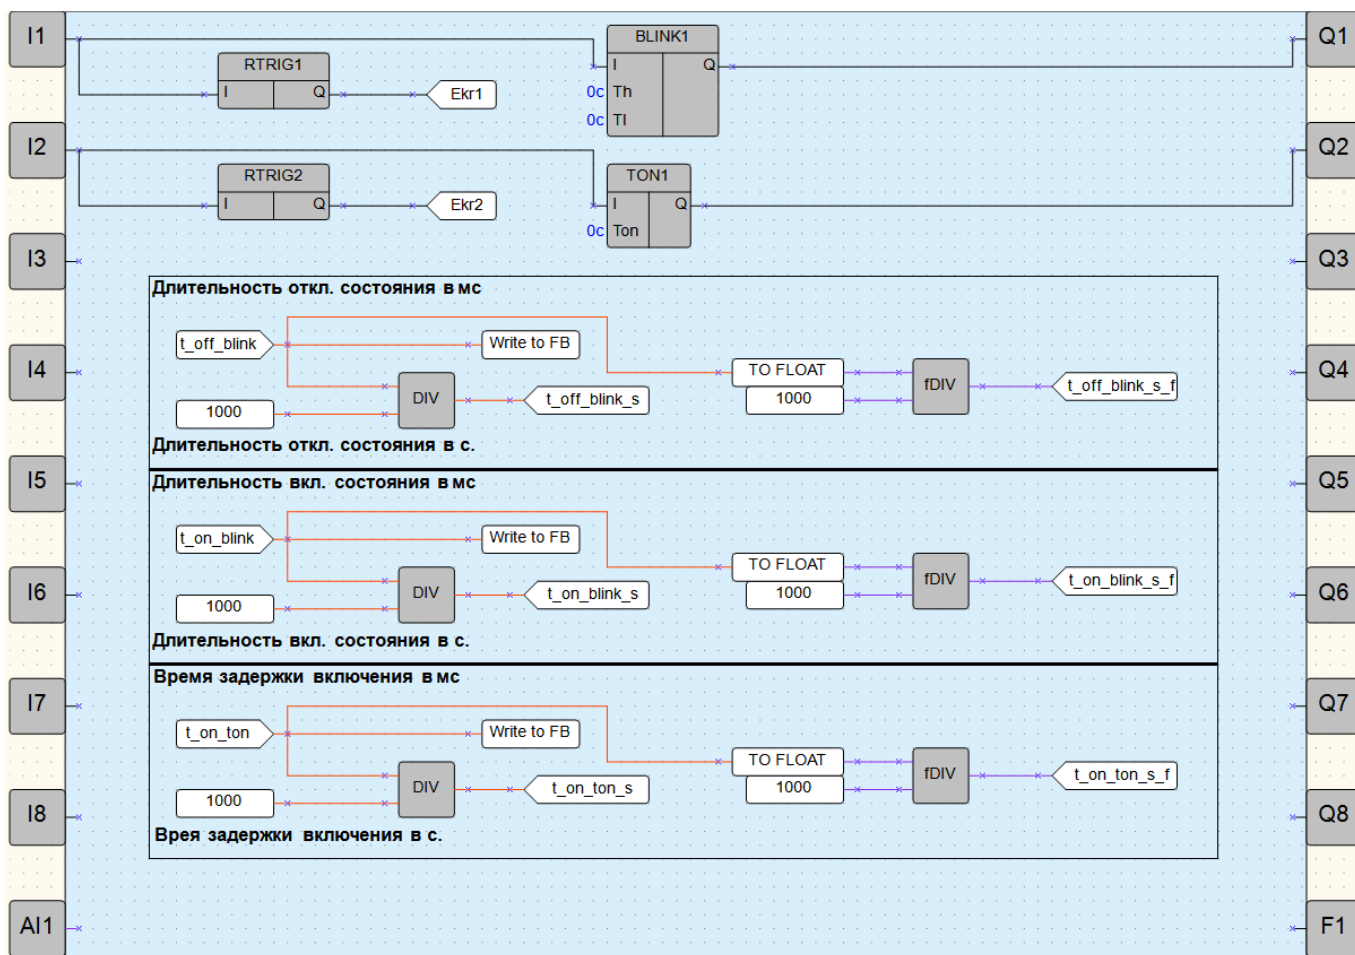 I1
BLINK1
Q1
RTRIG1
I
Q
I
Q
Ekr1
0c
Th
0c
Tl
I2
Q2
RTRIG2
TON1
I
Q
I
Q
Ekr2
0c
Ton
I3
Q3
Длительность откл. состояния в мс
t_off_blink
Write to FB
I4
TO FLOAT
fDIV
t_off_blink_s_f
Q4
1000
DIV
t_off_blink_s
1000
Длительность откл. состояния в с.
I5
Длительность вкл. состояния в мс
Q5
t_on_blink
Write to FB
TO FLOAT
fDIV
t_on_blink_s_f
I6
1000
DIV
t_on_blink_s
1000
Q6
Длительность вкл. состояния в с.
Время задержки включения в мс
I7
Q7
t_on_ton
Write to FB
TO FLOAT
fDIV
t_on_ton_s_f
1000
DIV
t_on_ton_s
1000
I8
Q8
Врея задержки включения в с.
AI1
F1